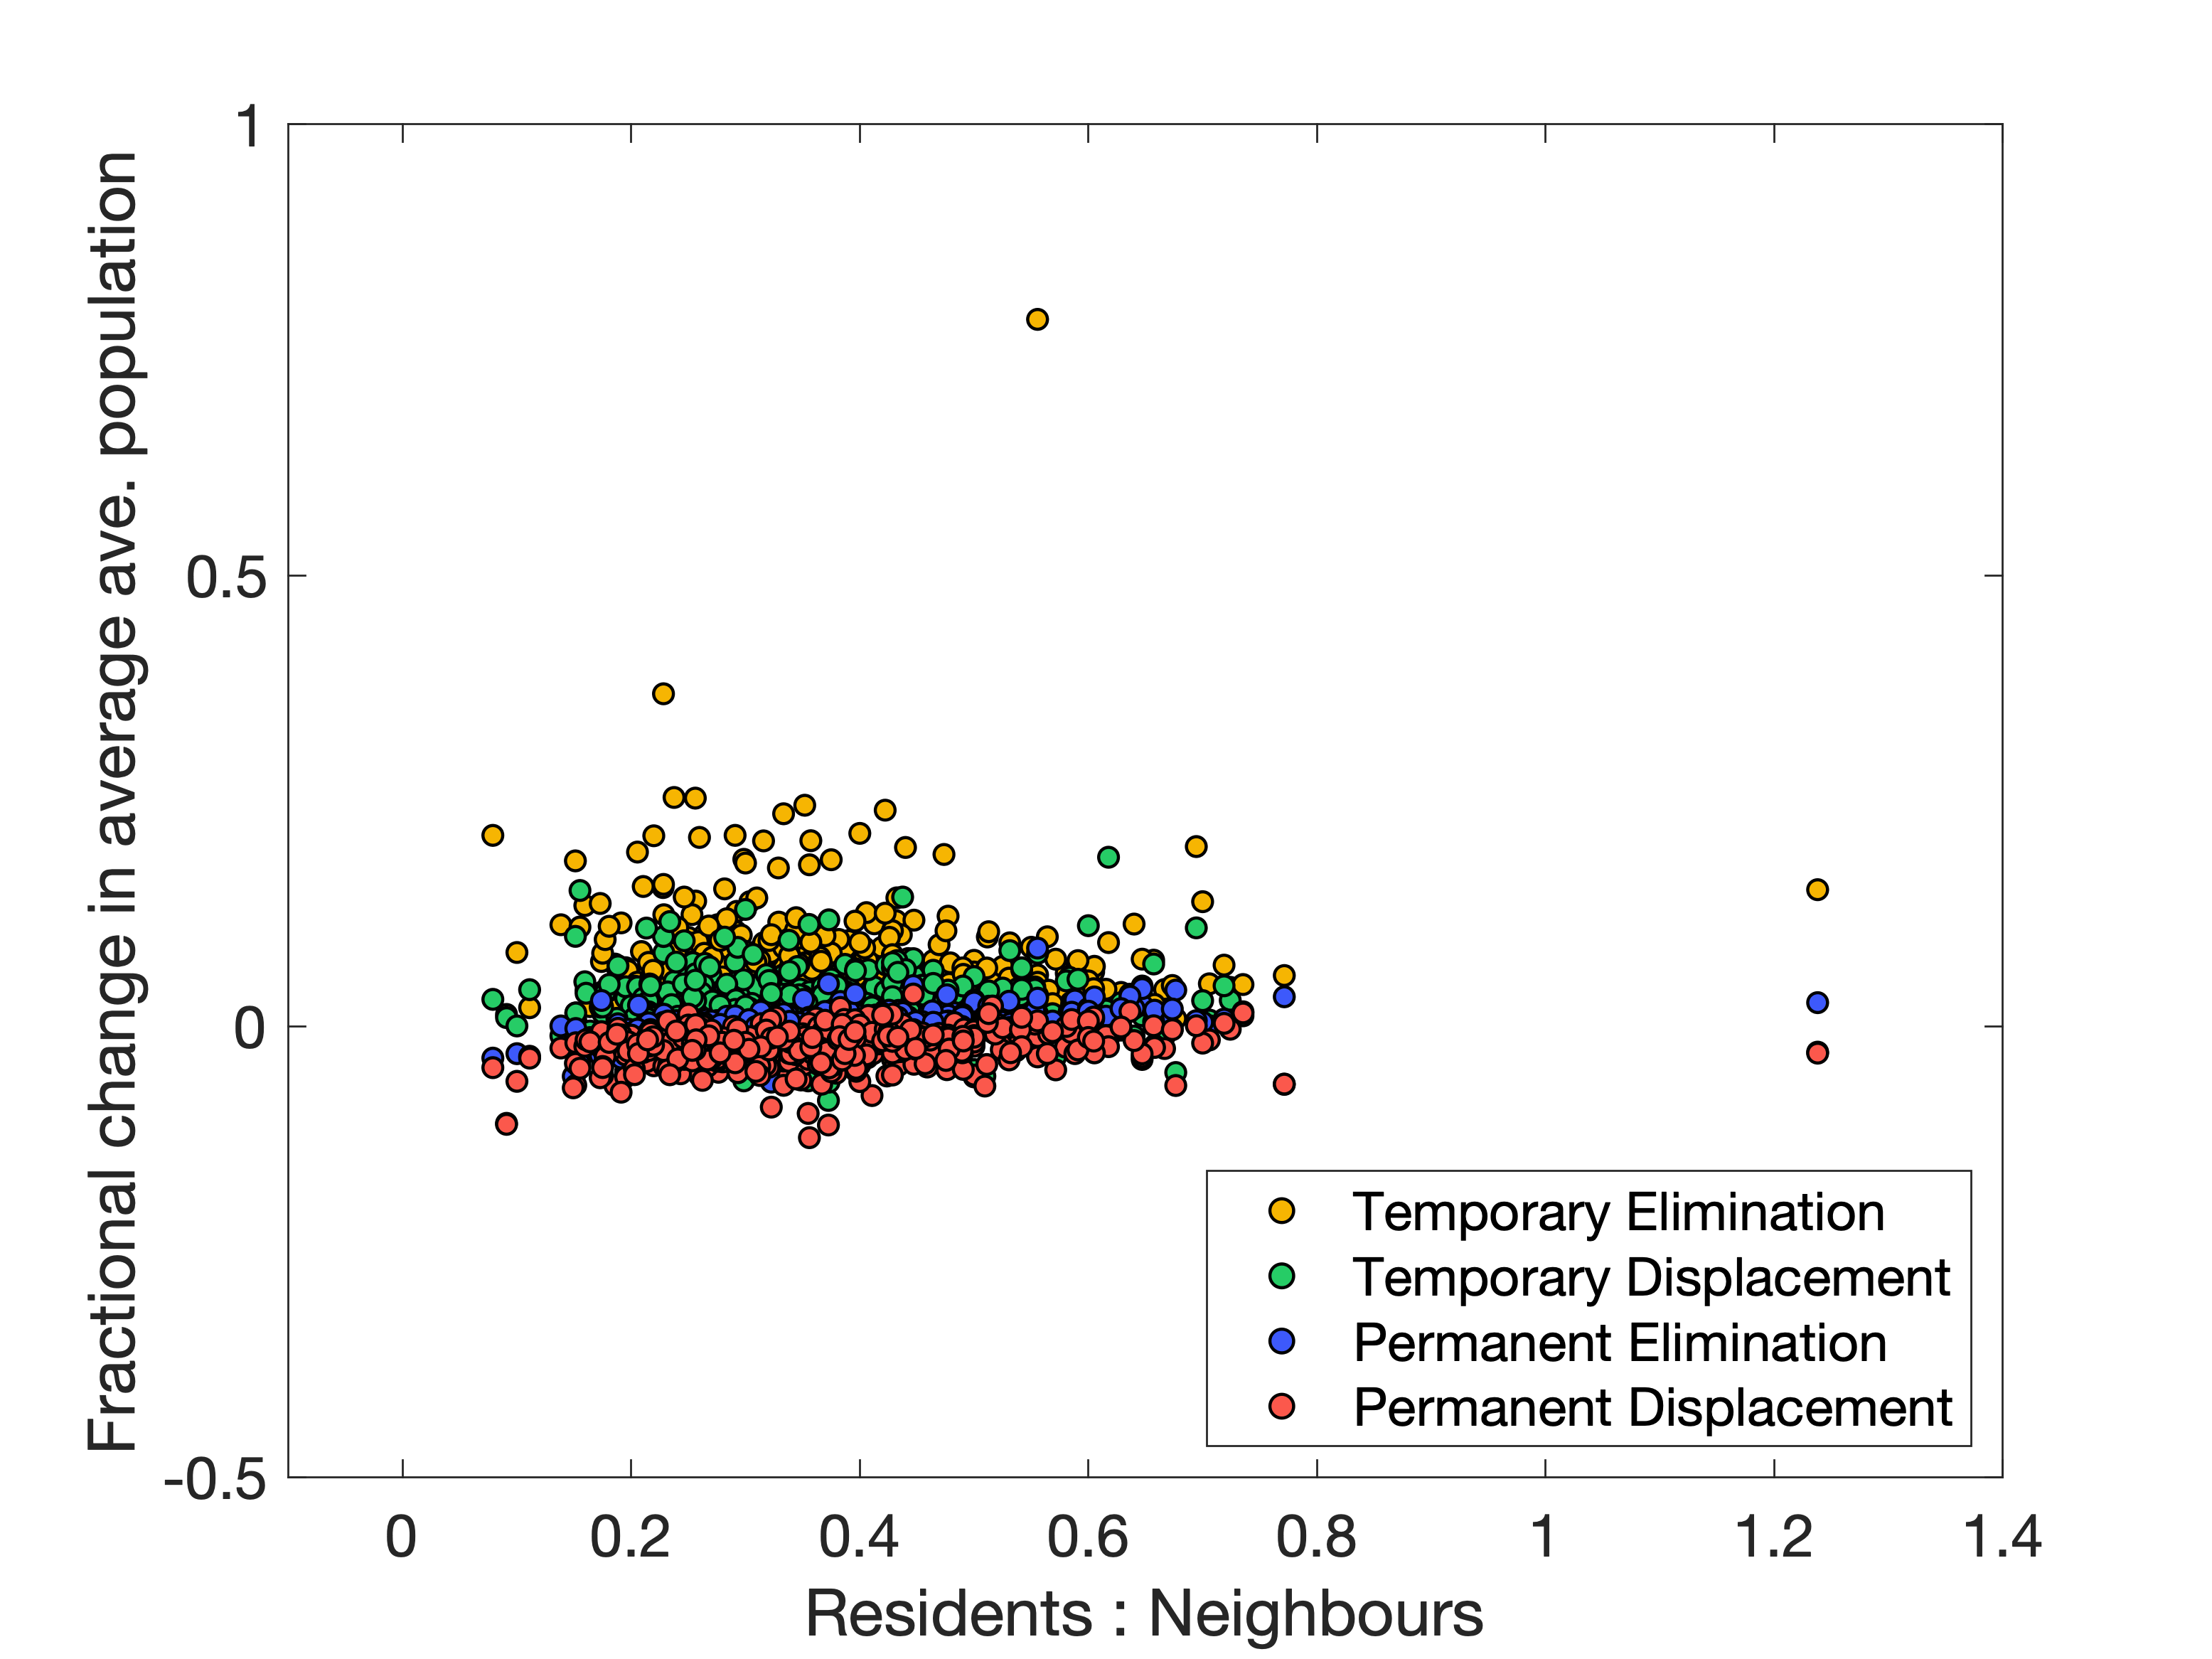 Fractional change in average ave. population
1
0.5
0
-0.5
0
0.2
0.4
0.6
0.8
1
1.2
1.4
Residents : Neighbours
Temporary Elimination
Temporary Displacement
Permanent Elimination
Permanent Displacement